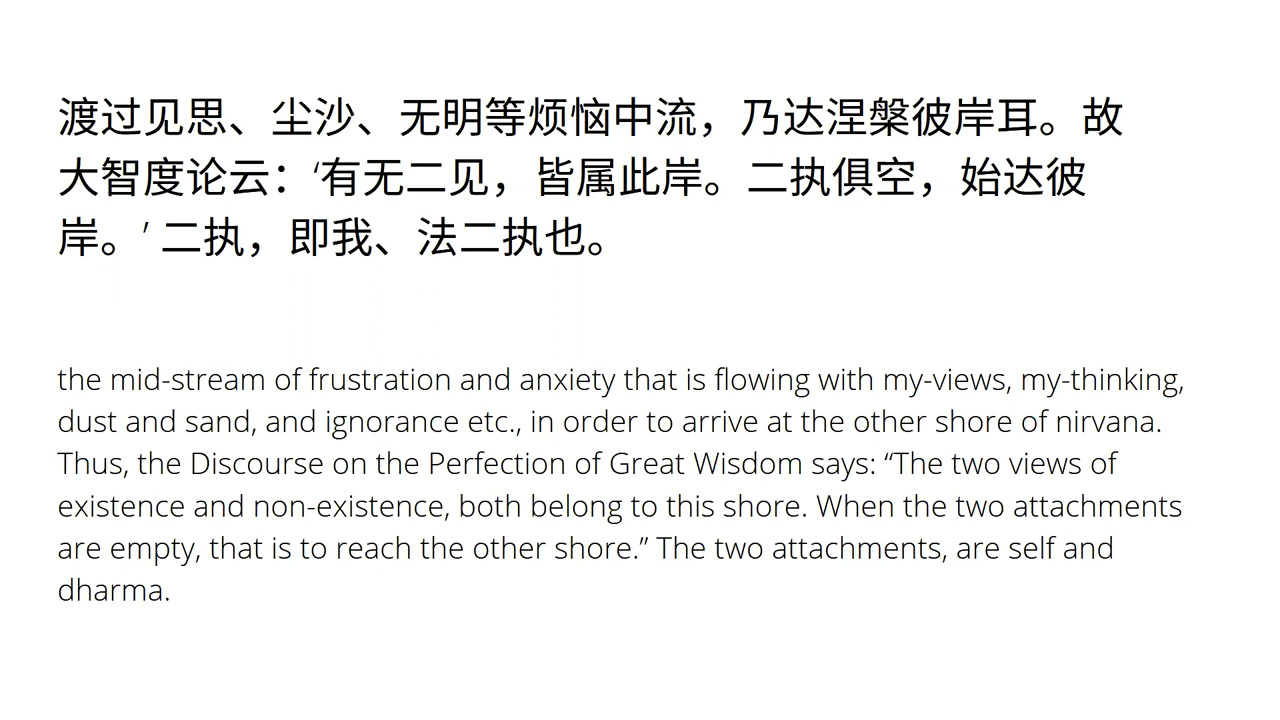 渡过见思、尘沙、无明等烦恼中流，乃达涅槃彼岸耳。故
大智度论云：‘有无二见，皆属此岸。二执俱空，始达彼
岸。’ 二执，即我、法二执也。
the mid-stream of frustration and anxiety that is flowing with my-views, my-thinking,
dust and sand, and ignorance etc., in order to arrive at the other shore of nirvana.
Thus, the Discourse on the Perfection of Great Wisdom says: “The two views of
existence and non-existence, both belong to this shore. When the two attachments
are empty, that is to reach the other shore.” The two attachments, are self and
dharma.